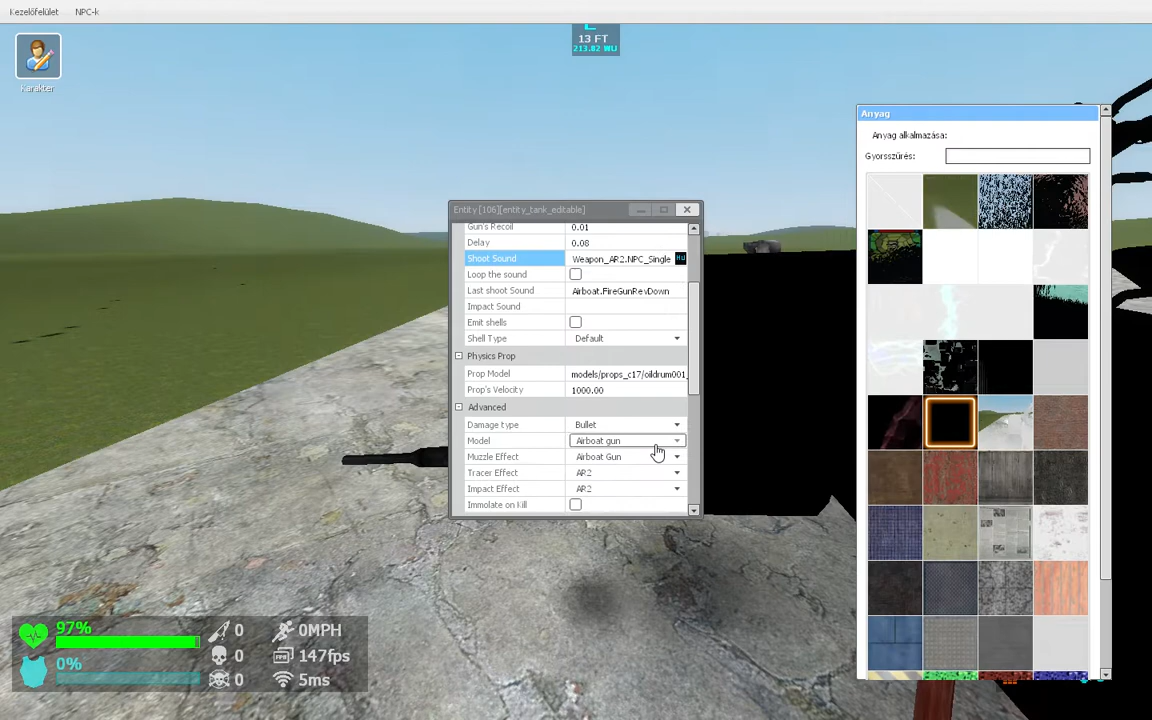 Kezelőfelület NPC-k
13 FT
213.82 WU
Karakter
Anyag
Anyag alkalmazása:
Gyorsszűrés:
Entity [106][entity_tank_editable]
Gun's Recoil 0.01
Delay 0.08
Shoot Sound Weapon_AR2.NPC_Single
Loop the sound
Last shoot Sound Airboat.FireGunRevDown
Impact Sound
Emit shells
Shell Type Default
Physics Prop
Prop Model models/props_c17/oildrum001_
Prop's Velocity 1000.00
Advanced
Damage type Bullet
Model Airboat gun
Muzzle Effect Airboat Gun
Tracer Effect AR2
Impact Effect AR2
Immolate on Kill
97% 0 0MPH
0 147fps
0% 0 5ms